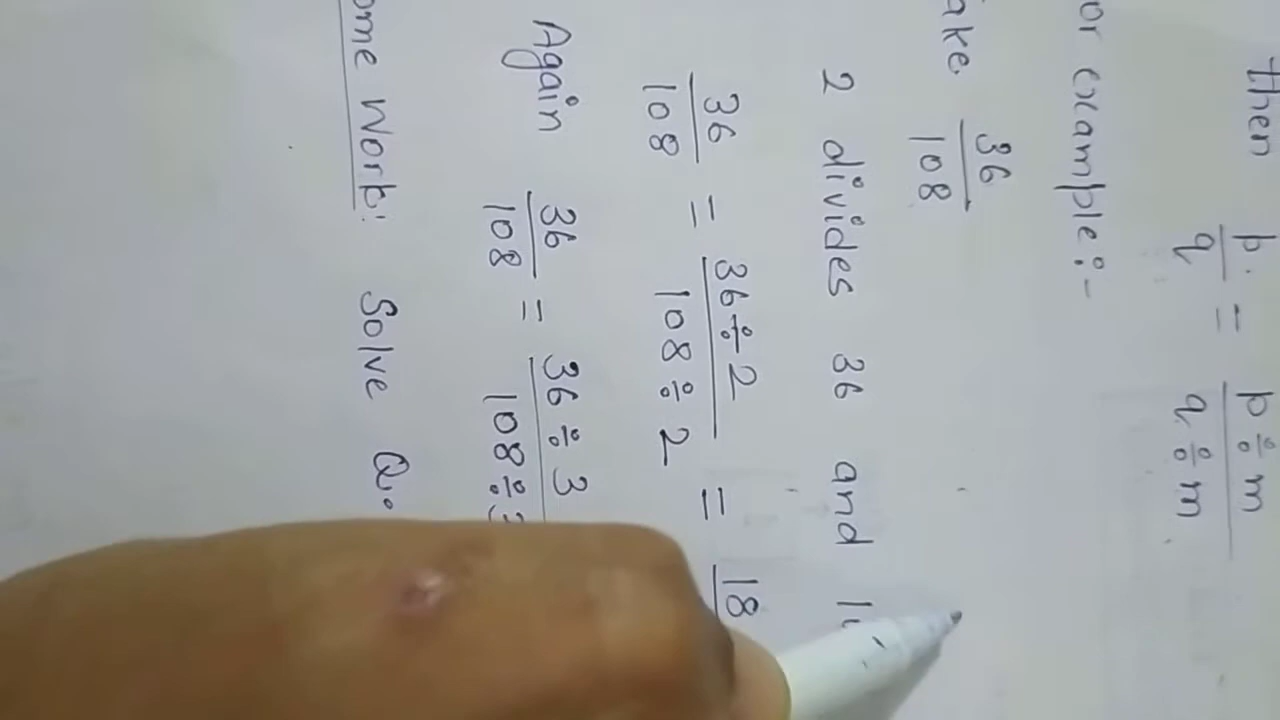 then p/q = p÷m/q÷m
or example:-
ake 36/108
2 divides 36 and
36/108 = 36÷2/108÷2 = 18
Again 36/108 = 36÷3/108÷3
ome Work: Solve Q.